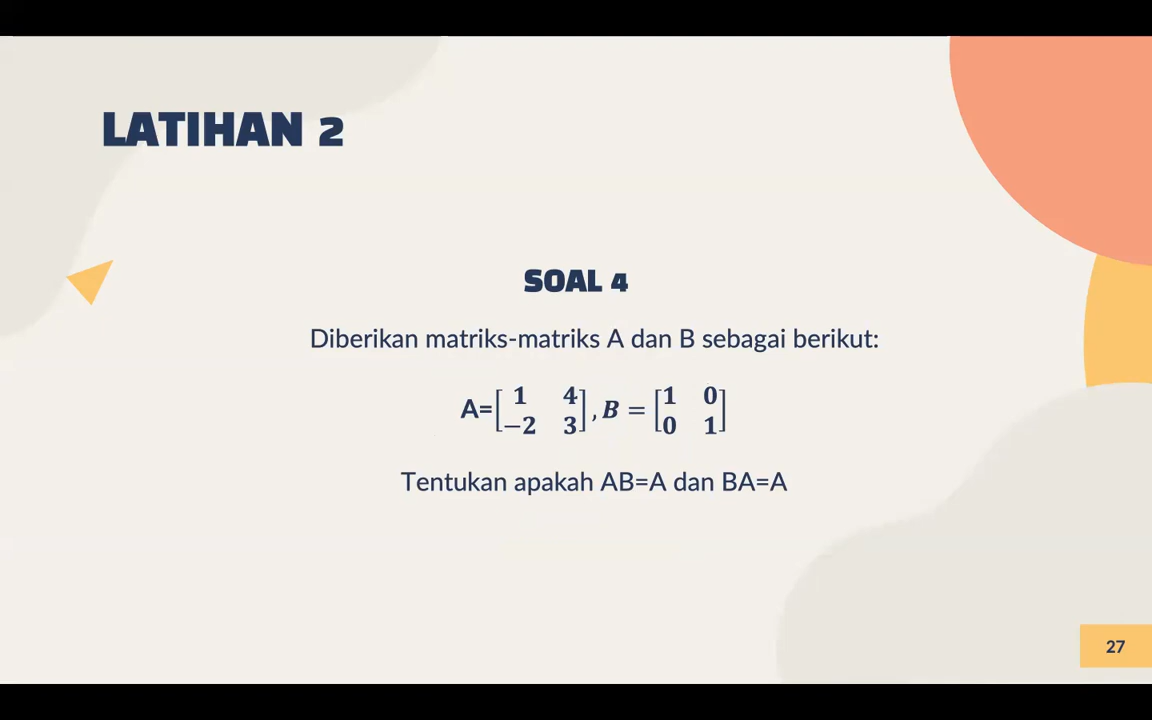 LATIHAN 2
SOAL 4
Diberikan matriks-matriks A dan B sebagai berikut:
A=[1 4
−2 3], B = [1 0
0 1]
Tentukan apakah AB=A dan BA=A
27